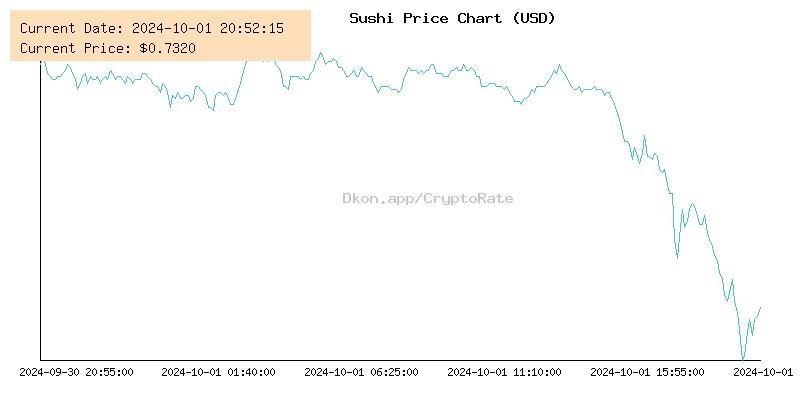 Sushi Price Chart (USD)
Current Date: 2024-10-01 20:52:15
Current Price: $0.7320
Dkon.app/CryptoRate
2024-09-30 20:55:00 2024-10-01 01:40:00 2024-10-01 06:25:00 2024-10-01 11:10:00 2024-10-01 15:55:00 2024-10-01